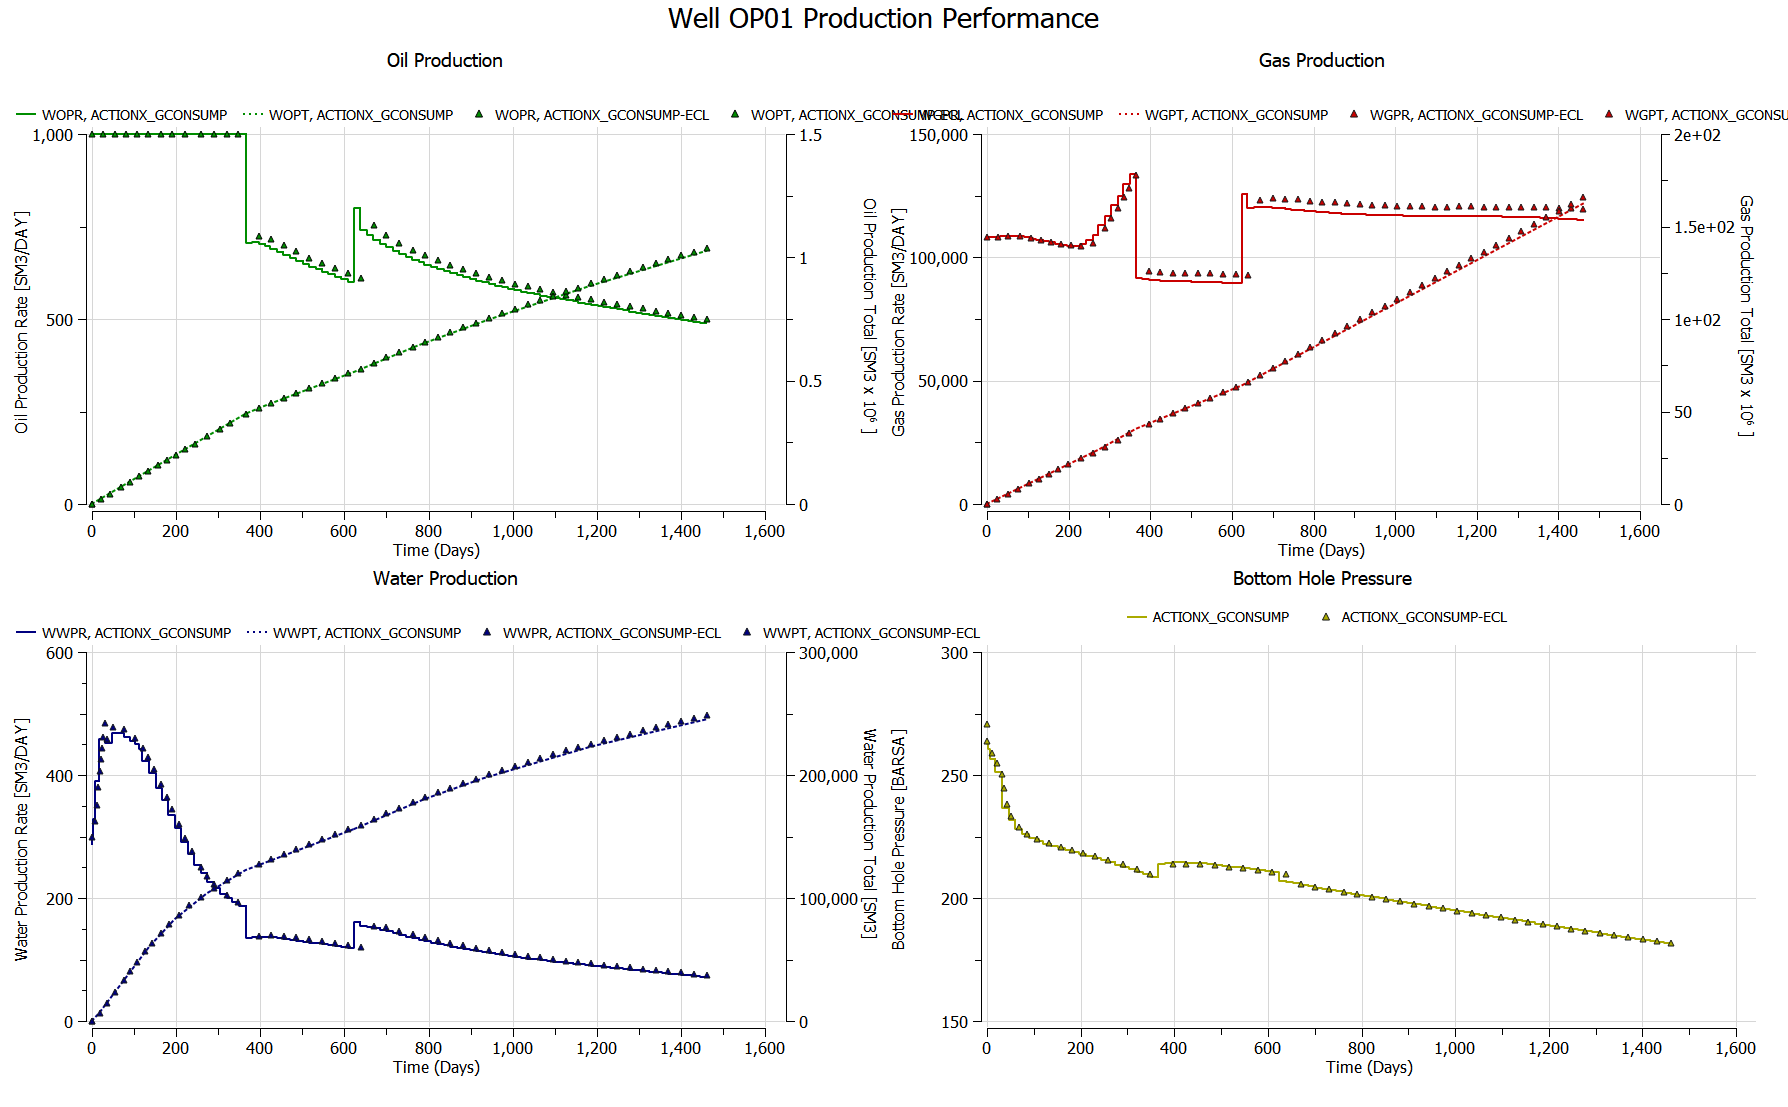 Well OP01 Production Performance
Oil Production
WOPR, ACTIONX_GCONSUMP
WOPT, ACTIONX_GCONSUMP
WOPR, ACTIONX_GCONSUMP-ECL
WOPT, ACTIONX_GCONSUMP-ECL
1,000
500
0
1.5
1
0.5
0
Oil Production Rate [SM3/DAY]
Oil Production Total [SM3 x 10⁶ ]
0 200 400 600 800 1,000 1,200 1,400 1,600
Time (Days)
Gas Production
WGPR, ACTIONX_GCONSUMP
WGPT, ACTIONX_GCONSUMP
WGPR, ACTIONX_GCONSUMP-ECL
WGPT, ACTIONX_GCONSU
150,000
100,000
50,000
0
2e+02
1.5e+02
1e+02
50
0
Gas Production Rate [SM3/DAY]
Gas Production Total [SM3 x 10⁶ ]
0 200 400 600 800 1,000 1,200 1,400 1,600
Time (Days)
Water Production
WWPR, ACTIONX_GCONSUMP
WWPT, ACTIONX_GCONSUMP
WWPR, ACTIONX_GCONSUMP-ECL
WWPT, ACTIONX_GCONSUMP-ECL
600
400
200
0
300,000
200,000
100,000
0
Water Production Rate [SM3/DAY]
Water Production Total [SM3 ]
0 200 400 600 800 1,000 1,200 1,400 1,600
Time (Days)
Bottom Hole Pressure
ACTIONX_GCONSUMP
ACTIONX_GCONSUMP-ECL
300
250
200
150
Bottom Hole Pressure [BARSA]
0 200 400 600 800 1,000 1,200 1,400 1,600
Time (Days)